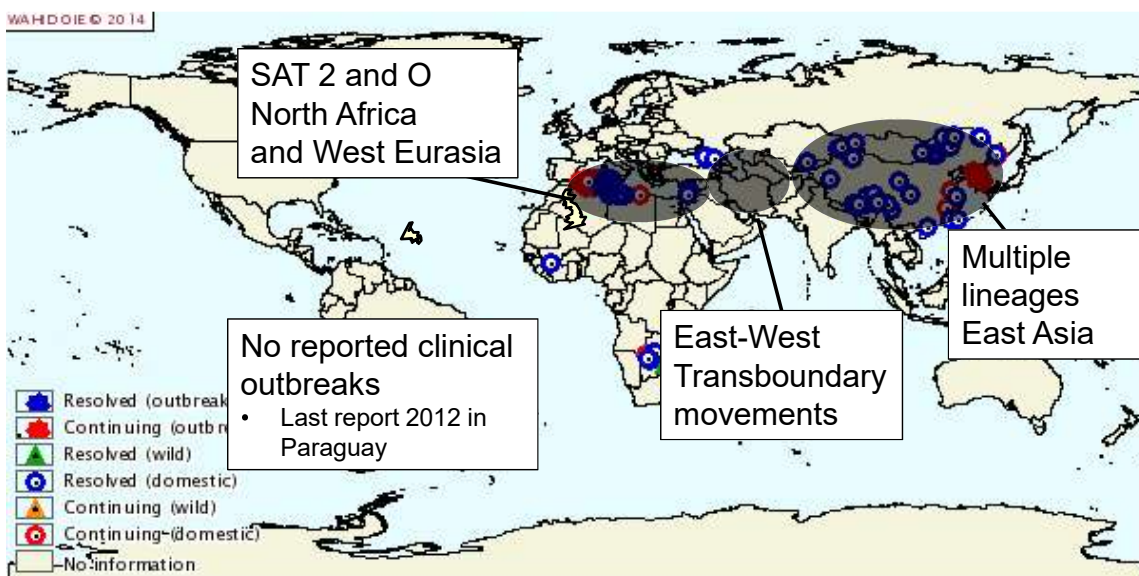 WAHIDOIE© 2014
SAT 2 and O
North Africa
and West Eurasia
Multiple
lineages
East Asia
East-West
Transboundary
movements
No reported clinical
outbreaks
• Last report 2012 in
Paraguay
Resolved (outbreak
Continuing (outbr
Resolved (wild)
Resolved (domestic)
Continuing (wild)
Continuing (domestic)
No information